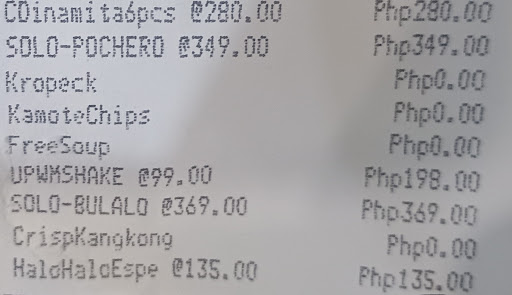 CDinamita6pcs @280.00 Php280.00
SOLO-POCHERO @349.00 Php349.00
Kropeck Php0.00
KamoteChips Php0.00
FreeSoup Php0.00
UPWMSHAKE @99.00 Php198.00
SOLO-BULALO @369.00 Php369.00
CrispKangkong Php0.00
HaloHaloEspe @135.00 Php135.00